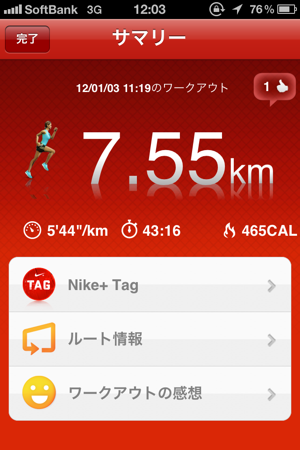 SoftBank 3G 12:03 76%
完了 サマリー
12/01/03 11:19のワークアウト 1
7.55km
5'44"/km 43:16 465CAL
TAG Nike+ Tag
ルート情報
ワークアウトの感想